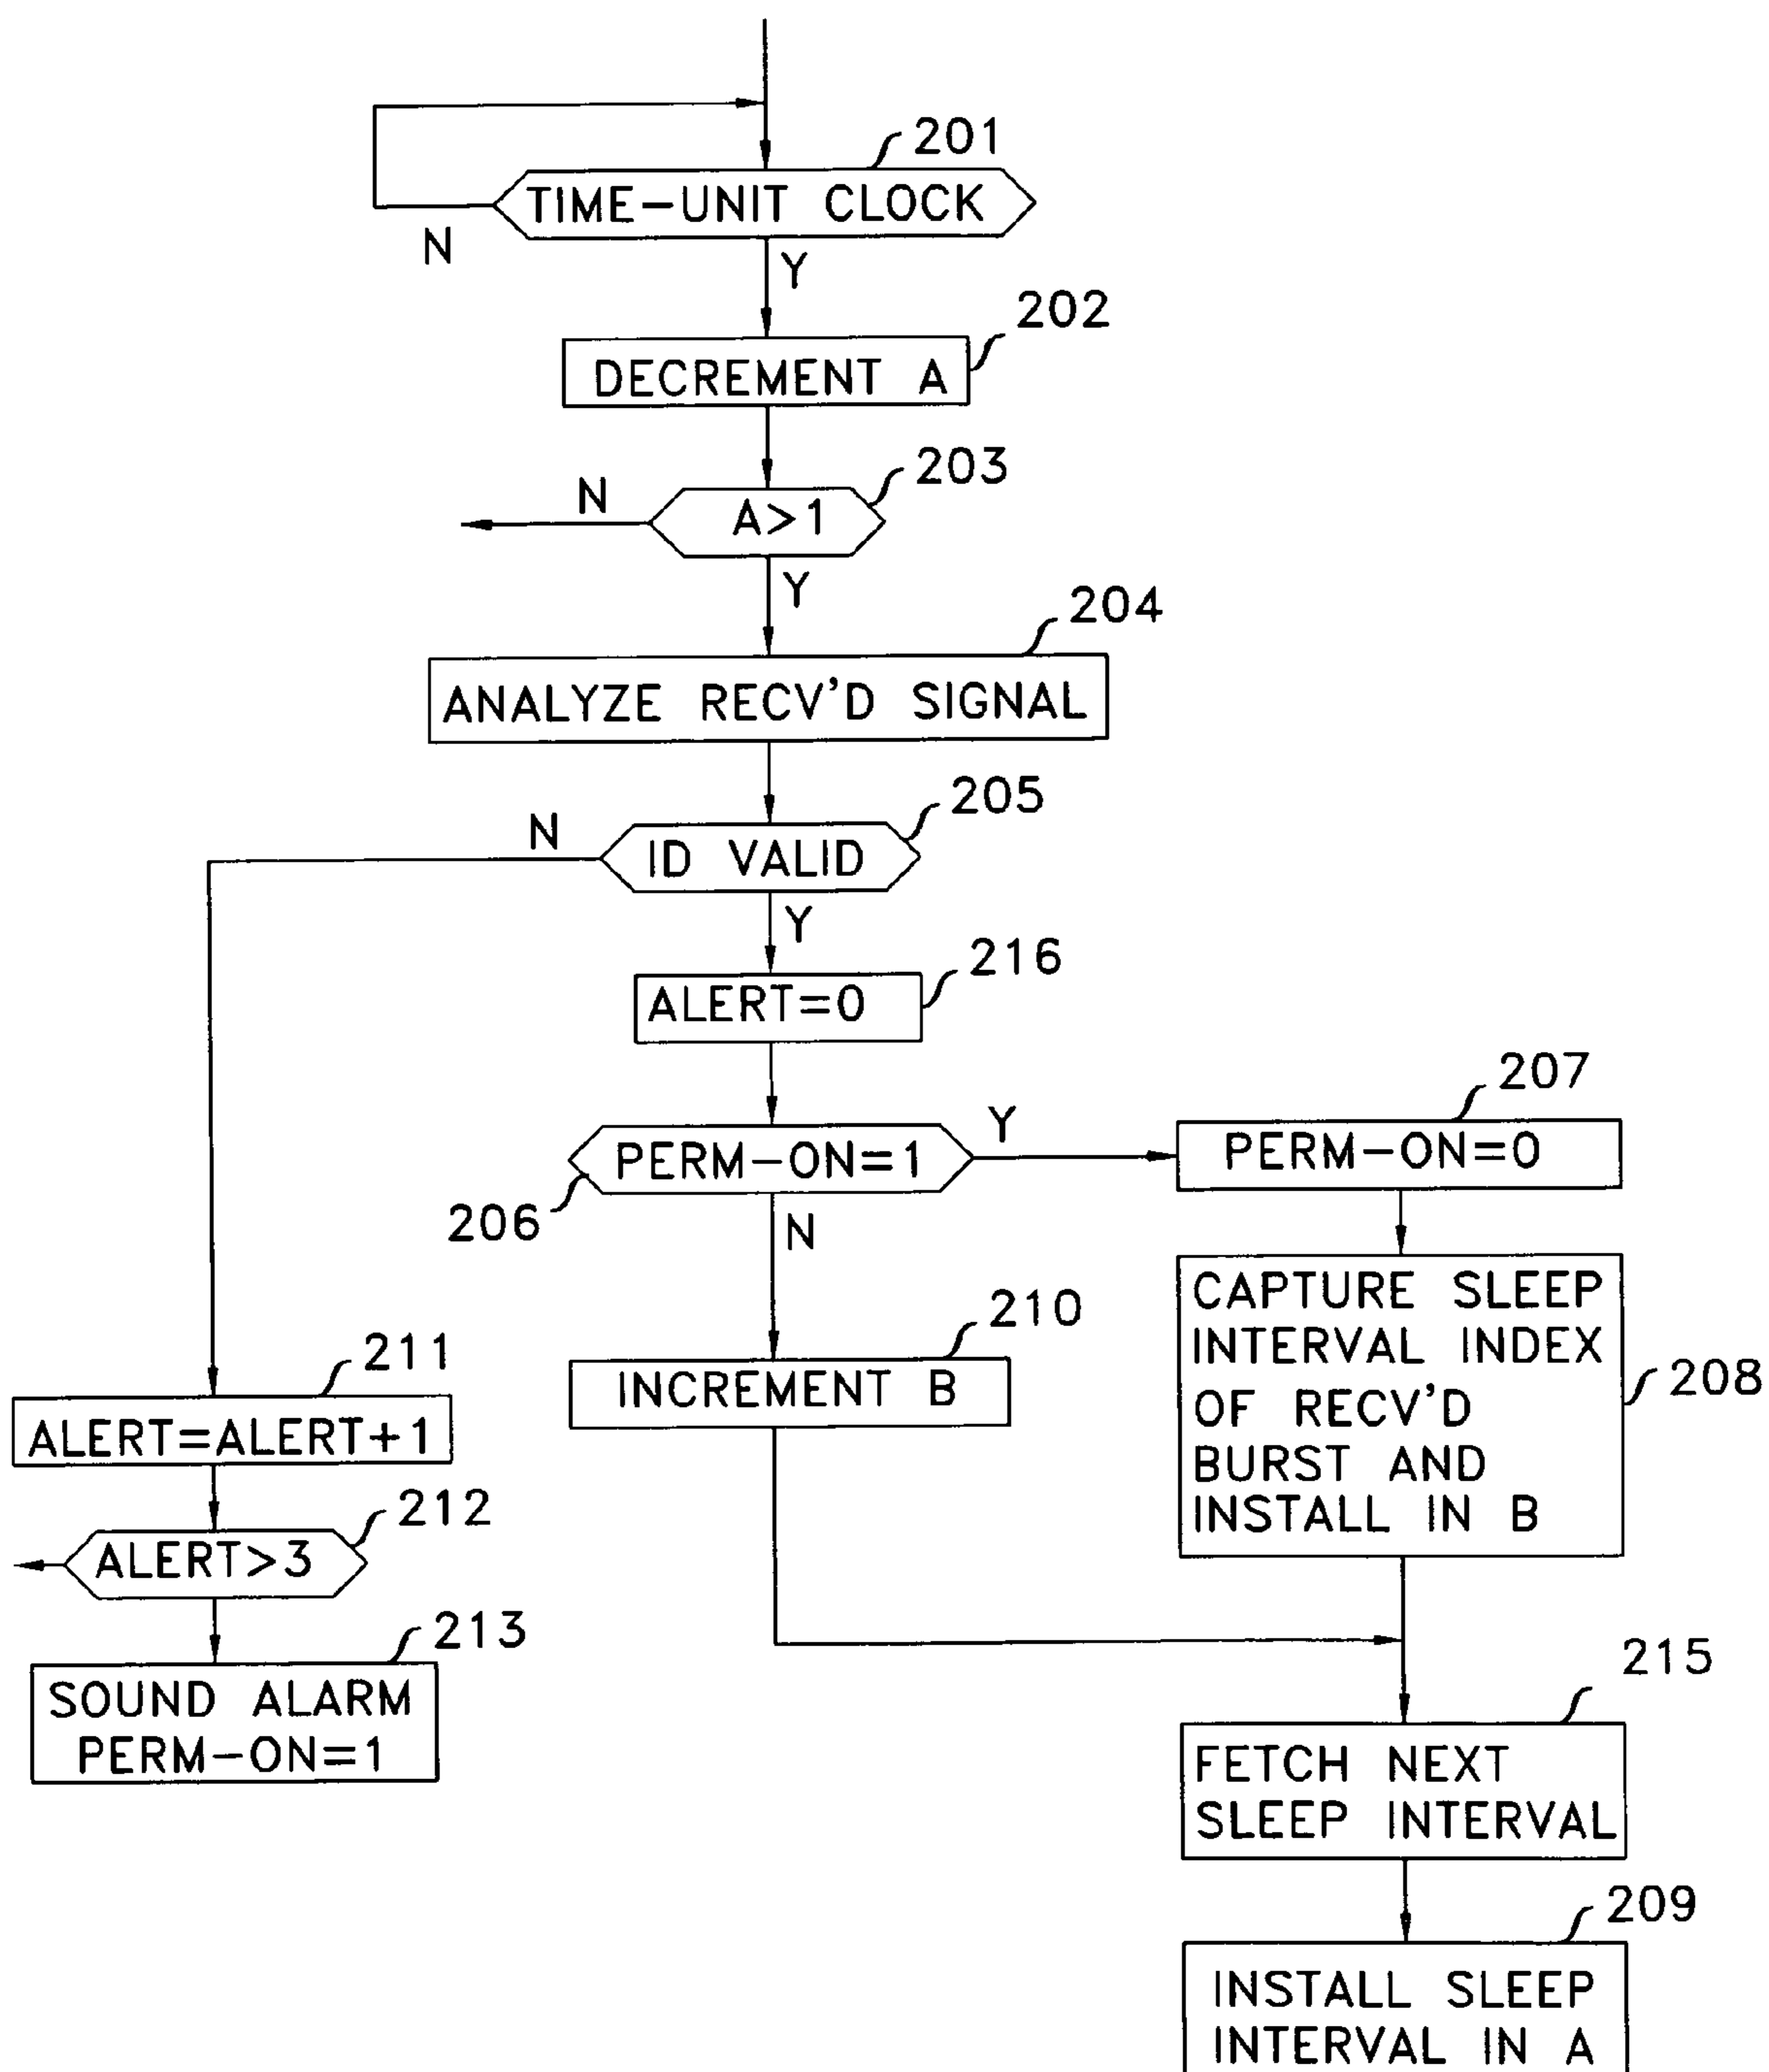 201
TIME-UNIT CLOCK
N
Y
202
DECREMENT A
203
N
A>1
Y
204
ANALYZE RECV'D SIGNAL
205
N
ID VALID
Y
216
ALERT=0
207
Y
PERM-ON=1
PERM-ON=0
206
N
210
INCREMENT B
CAPTURE SLEEP
INTERVAL INDEX
OF RECV'D
BURST AND
INSTALL IN B
208
211
ALERT=ALERT+1
212
ALERT>3
213
SOUND ALARM
PERM-ON=1
215
FETCH NEXT
SLEEP INTERVAL
209
INSTALL SLEEP
INTERVAL IN A